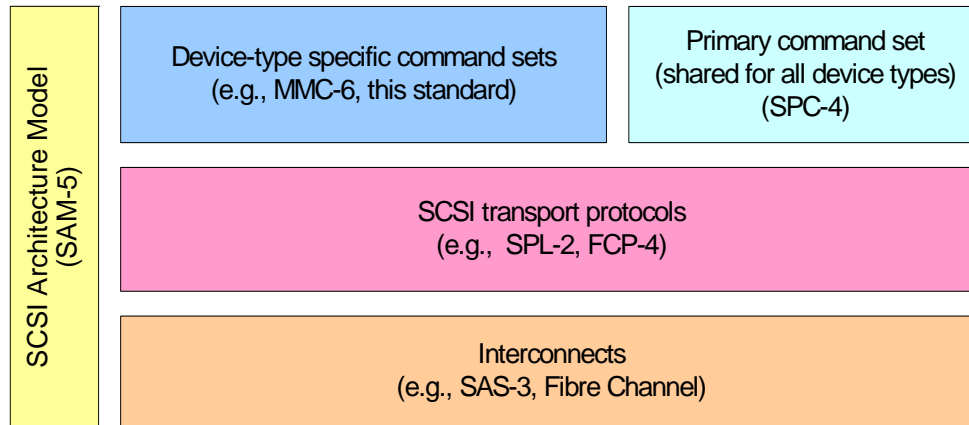 SCSI Architecture Model
(SAM-5)
Device-type specific command sets
(e.g., MMC-6, this standard)
Primary command set
(shared for all device types)
(SPC-4)
SCSI transport protocols
(e.g., SPL-2, FCP-4)
Interconnects
(e.g., SAS-3, Fibre Channel)